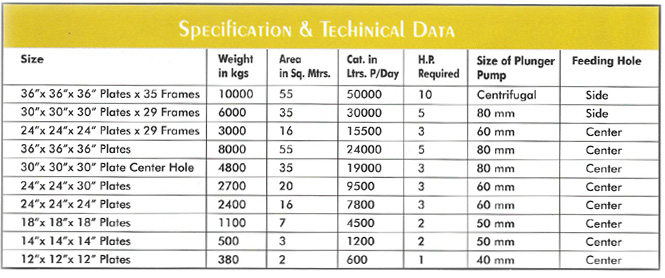 Specification & Techinical Data
Size Weight in kgs Area in Sq. Mtrs. Cat. in Ltrs. P/Day H.P. Required Size of Plunger Pump Feeding Hole
36"x 36"x 36" Plates x 35 Frames 10000 55 50000 10 Centrifugal Side
30"x 30"x 30" Plates x 29 Frames 6000 35 30000 5 80 mm Side
24"x 24"x 24" Plates x 29 Frames 3000 16 15500 3 60 mm Center
36"x 36"x 36" Plates 8000 55 24000 5 80 mm Center
30"x 30"x 30" Plate Center Hole 4800 35 19000 3 80 mm Center
24"x 24"x 30" Plates 2700 20 9500 3 60 mm Center
24"x 24"x 24" Plates 2400 16 7800 3 60 mm Center
18"x 18"x 18" Plates 1100 7 4500 2 50 mm Center
14"x 14"x 14" Plates 500 3 1200 2 50 mm Center
12"x 12"x 12" Plates 380 2 600 1 40 mm Center